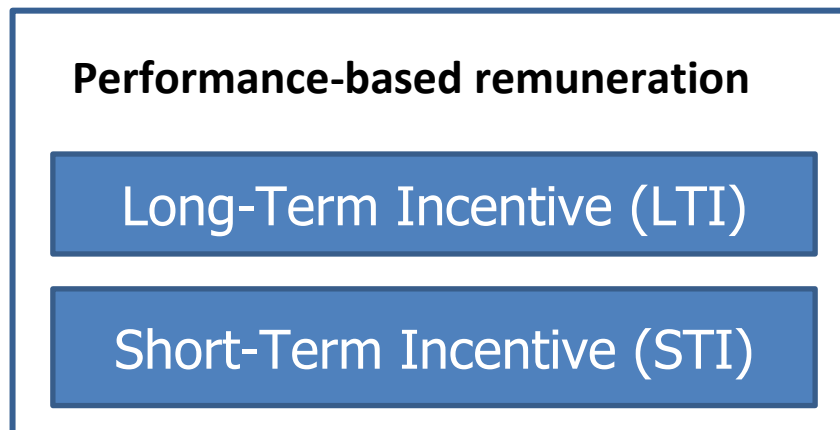 Performance-based remuneration
Long-Term Incentive (LTI)
Short-Term Incentive (STI)